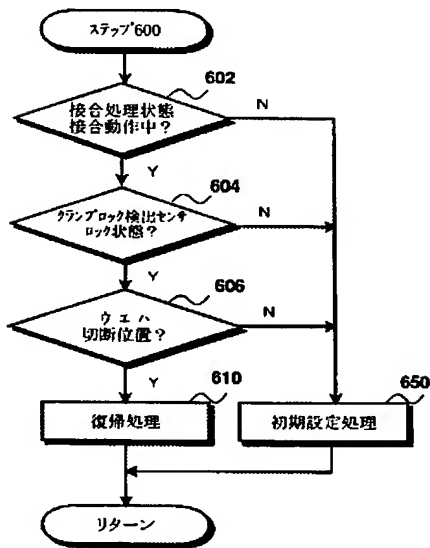 ステップ600
602
接合処理状態
接合動作中？
N
Y
604
クランプロック検出センサ
ロック状態？
N
Y
606
ウエハ
切断位置？
N
Y
610
復帰処理
650
初期設定処理
リターン